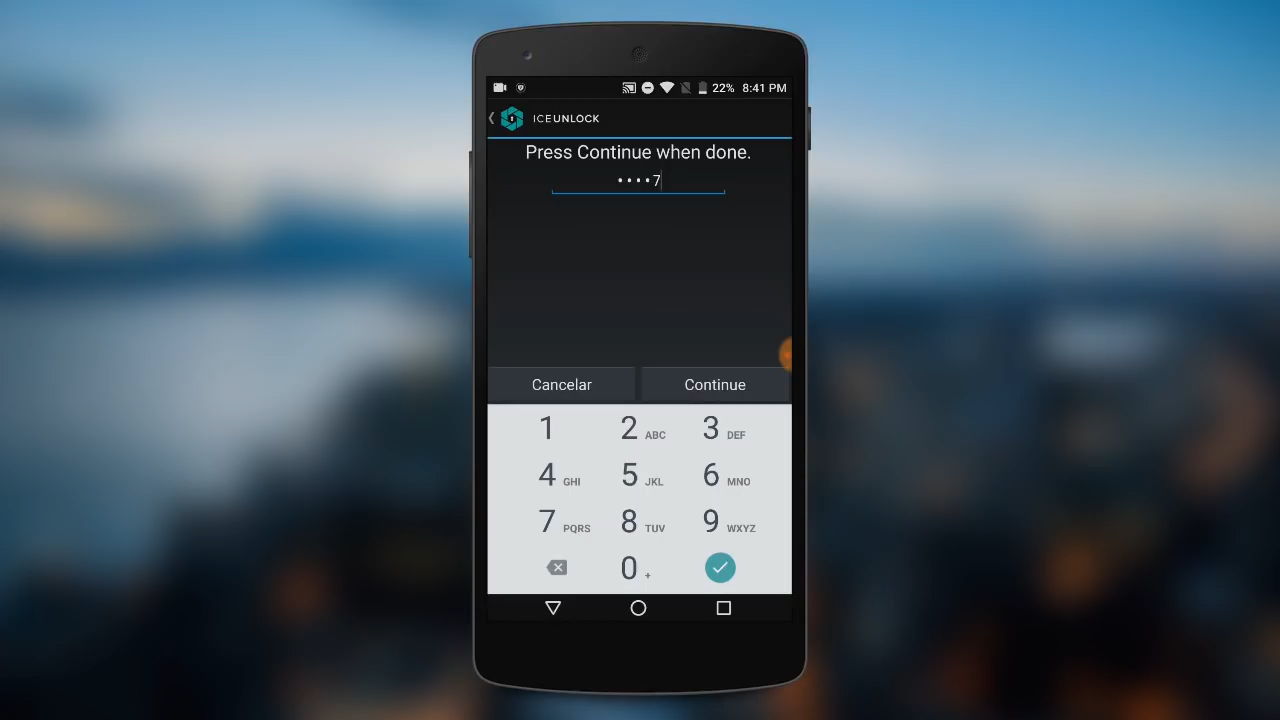 22% 8:41 PM
ICEUNLOCK
Press Continue when done.
••••7
Cancelar Continue
1 2 ABC 3 DEF
4 GHI 5 JKL 6 MNO
7 PQRS 8 TUV 9 WXYZ
0 +